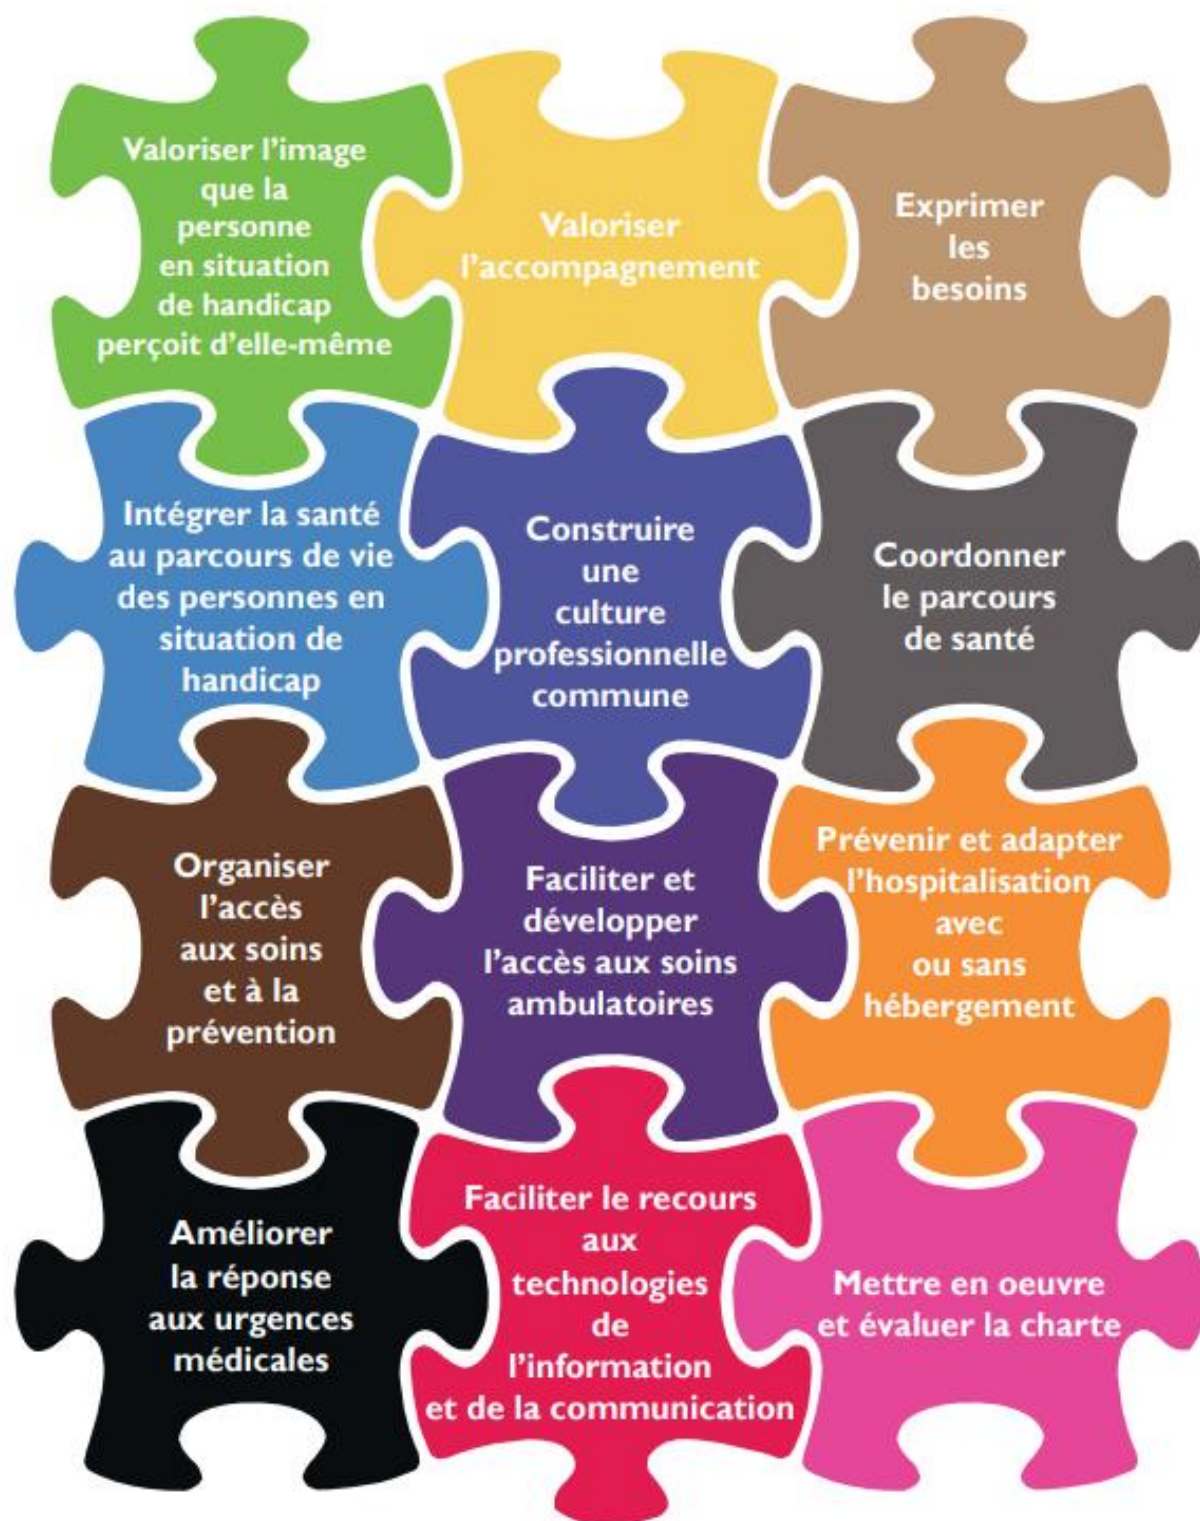 Valoriser l'image
que la
personne
en situation
de handicap
perçoit d'elle-même
Valoriser
l'accompagnement
Exprimer
les
besoins
Intégrer la santé
au parcours de vie
des personnes en
situation de
handicap
Construire
une
culture
professionnelle
commune
Coordonner
le parcours
de santé
Organiser
l'accès
aux soins
et à la
prévention
Faciliter et
développer
l'accès aux soins
ambulatoires
Prévenir et adapter
l'hospitalisation
avec
ou sans
hébergement
Améliorer
la réponse
aux urgences
médicales
Faciliter le recours
aux
technologies
de
l'information
et de la communication
Mettre en oeuvre
et évaluer la charte